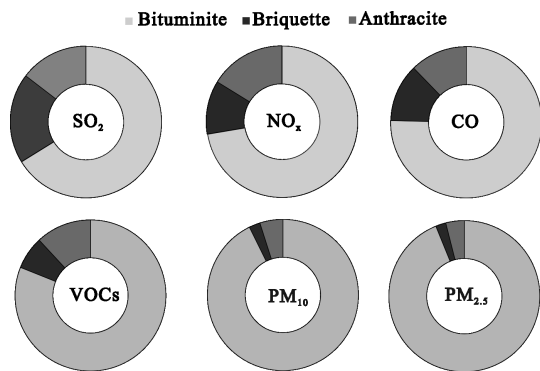 Bituminite Briquette Anthracite
SO₂ NOₓ CO
VOCs PM₁₀ PM₂.₅